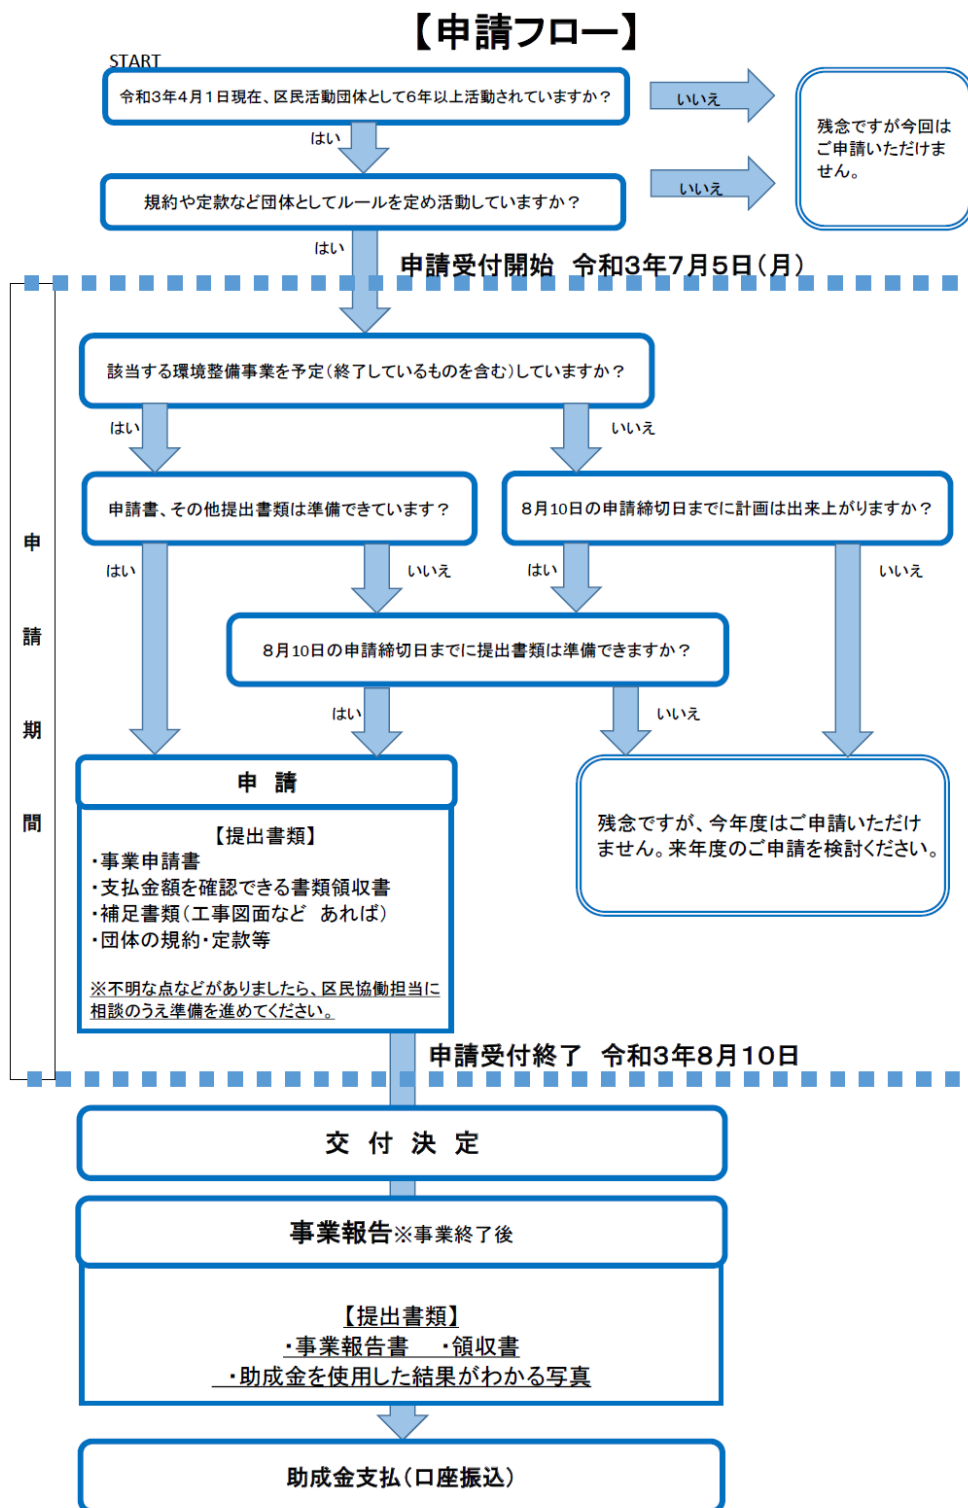 【申請フロー】
START
令和3年4月1日現在、区民活動団体として6年以上活動されていますか？
いいえ
残念ですが今回は
ご申請いただけま
せん。
はい
規約や定款など団体としてルールを定め活動していますか？
いいえ
はい
申請受付開始　令和3年7月5日(月)
申請期間
該当する環境整備事業を予定(終了しているものを含む)していますか？
はい
いいえ
申請書、その他提出書類は準備できています？
8月10日の申請締切日までに計画は出来上がりますか？
はい
いいえ
はい
いいえ
8月10日の申請締切日までに提出書類は準備できますか？
はい
いいえ
申　請
【提出書類】
・事業申請書
・支払金額を確認できる書類領収書
・補足書類(工事図面など　あれば)
・団体の規約・定款等
※不明な点などがありましたら、区民協働担当に
相談のうえ準備を進めてください。
残念ですが、今年度はご申請いただけ
ません。来年度のご申請を検討ください。
申請受付終了　令和3年8月10日
交　付　決　定
事業報告※事業終了後
【提出書類】
・事業報告書　・領収書
・助成金を使用した結果がわかる写真
助成金支払(口座振込)